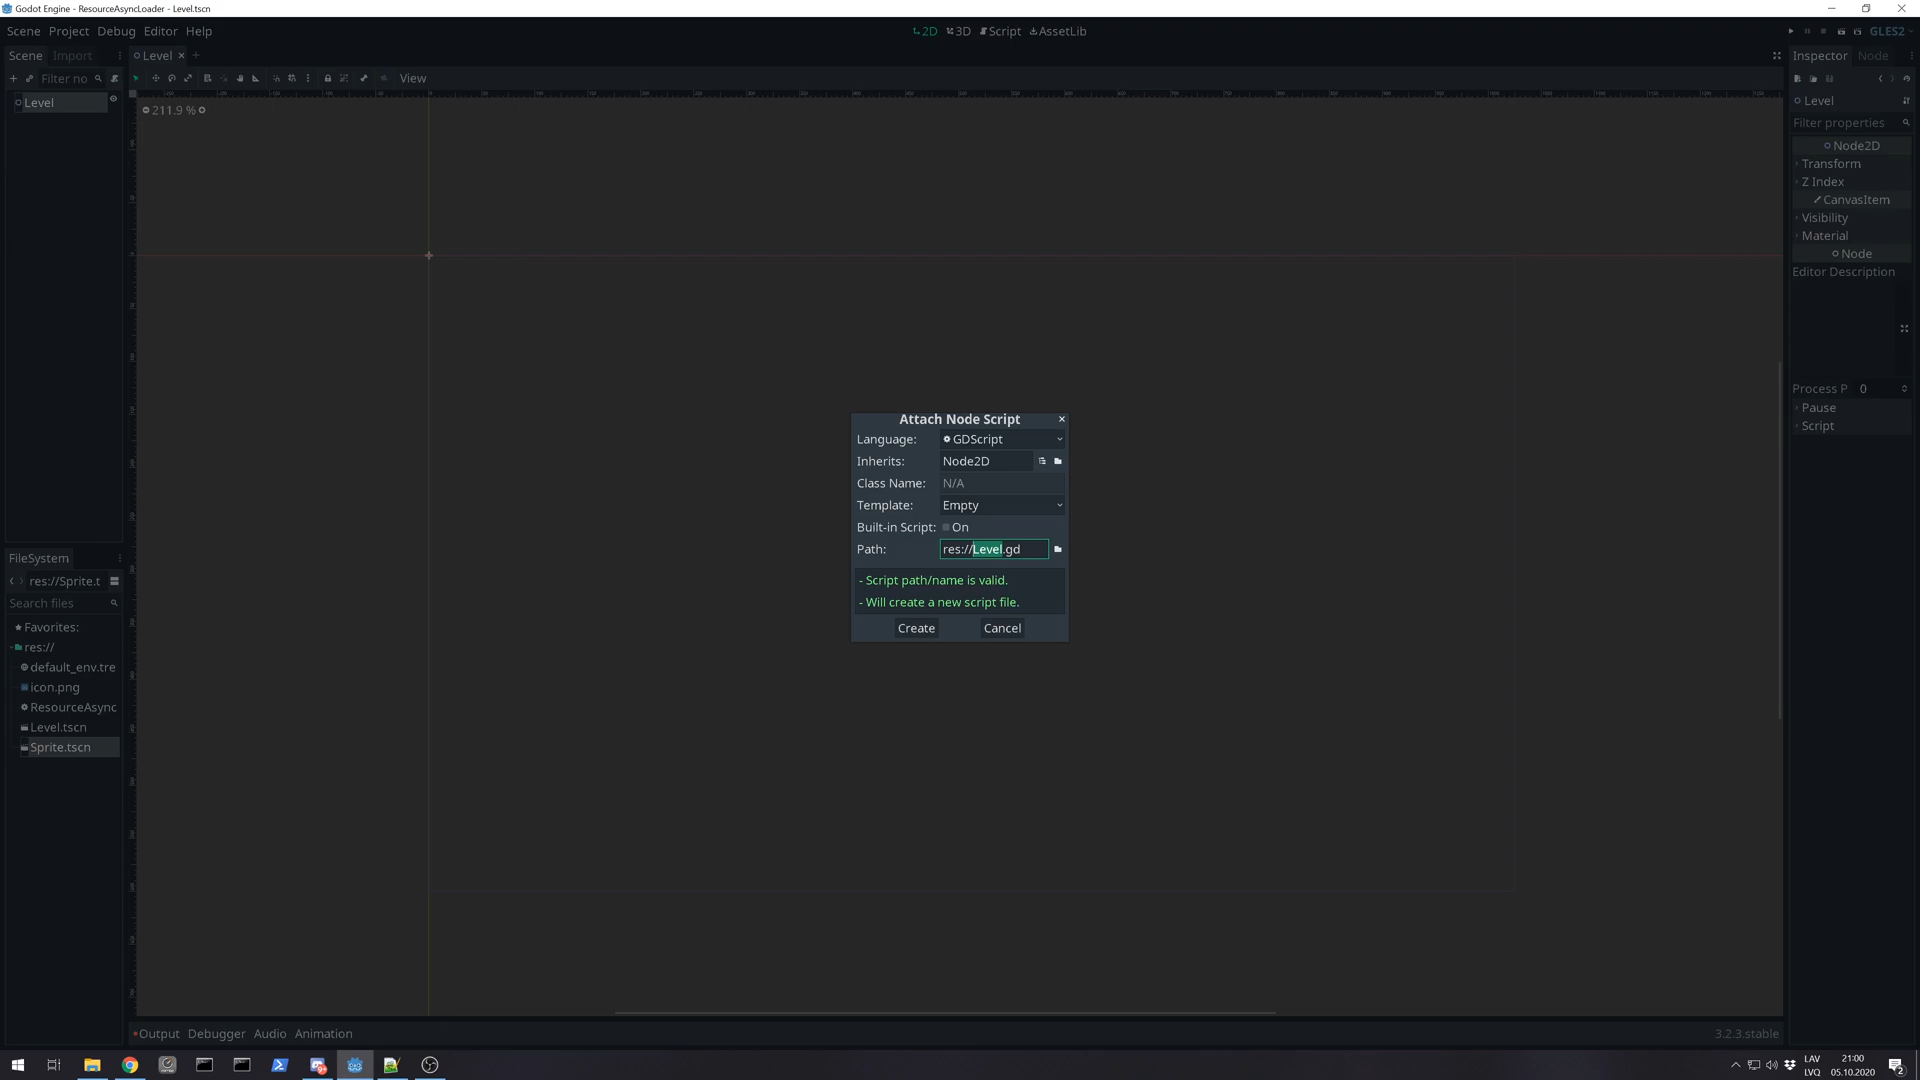 Godot Engine - ResourceAsyncLoader - Level.tscn
Scene Project Debug Editor Help
2D 3D Script AssetLib
GLES2
Scene Import
Level
Inspector Node
Filter no
View
Level
211.9 %
Level
Filter properties
Node2D
Transform
Z Index
CanvasItem
Visibility
Material
Node
Editor Description
Process P 0
Pause
Script
Attach Node Script
Language: GDScript
Inherits: Node2D
Class Name: N/A
Template: Empty
Built-in Script: On
Path: res://Level.gd
- Script path/name is valid.
- Will create a new script file.
Create Cancel
FileSystem
res://Sprite.t
Search files
Favorites:
res://
default_env.tre
icon.png
ResourceAsync
Level.tscn
Sprite.tscn
Output Debugger Audio Animation
3.2.3.stable
LAV
LVQ
21:00
05.10.2020
2